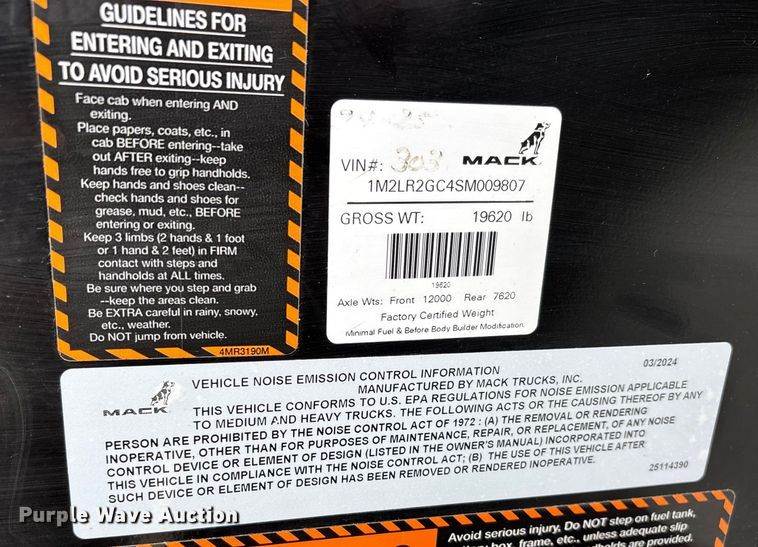 GUIDELINES FOR
ENTERING AND EXITING
TO AVOID SERIOUS INJURY
Face cab when entering AND
exiting.
Place papers, coats, etc., in
cab BEFORE entering--take
out AFTER exiting--keep
hands free to grip handholds.
Keep hands and shoes clean--
check hands and shoes for
grease, mud, etc., BEFORE
entering or exiting.
Keep 3 limbs (2 hands & 1 foot
or 1 hand & 2 feet) in FIRM
contact with steps and
handholds at ALL times.
Be sure where you step and grab
--keep the areas clean.
Be EXTRA careful in rainy, snowy,
etc., weather.
Do NOT jump from vehicle.
4MR3190M
VIN#: 303 MACK
1M2LR2GC4SM009807
GROSS WT: 19620 lb
19620
Axle Wts: Front 12000 Rear 7620
Factory Certified Weight
Minimal Fuel & Before Body Builder Modification.
MACK
VEHICLE NOISE EMISSION CONTROL INFORMATION 03/2024
MANUFACTURED BY MACK TRUCKS, INC.
THIS VEHICLE CONFORMS TO U.S. EPA REGULATIONS FOR NOISE EMISSION APPLICABLE
TO MEDIUM AND HEAVY TRUCKS. THE FOLLOWING ACTS OR THE CAUSING THEREOF BY ANY
PERSON ARE PROHIBITED BY THE NOISE CONTROL ACT OF 1972 : (A) THE REMOVAL OR RENDERING
INOPERATIVE, OTHER THAN FOR PURPOSES OF MAINTENANCE, REPAIR, OR REPLACEMENT, OF ANY NOISE
CONTROL DEVICE OR ELEMENT OF DESIGN (LISTED IN THE OWNER'S MANUAL) INCORPORATED INTO
THIS VEHICLE IN COMPLIANCE WITH THE NOISE CONTROL ACT; (B) THE USE OF THIS VEHICLE AFTER
SUCH DEVICE OR ELEMENT OF DESIGN HAS BEEN REMOVED OR RENDERED INOPERATIVE.
25114390
Avoid serious injury, Do NOT step on fuel tank,
box, frame, etc., unless adequate slip
are provided.
Purple Wave Auction